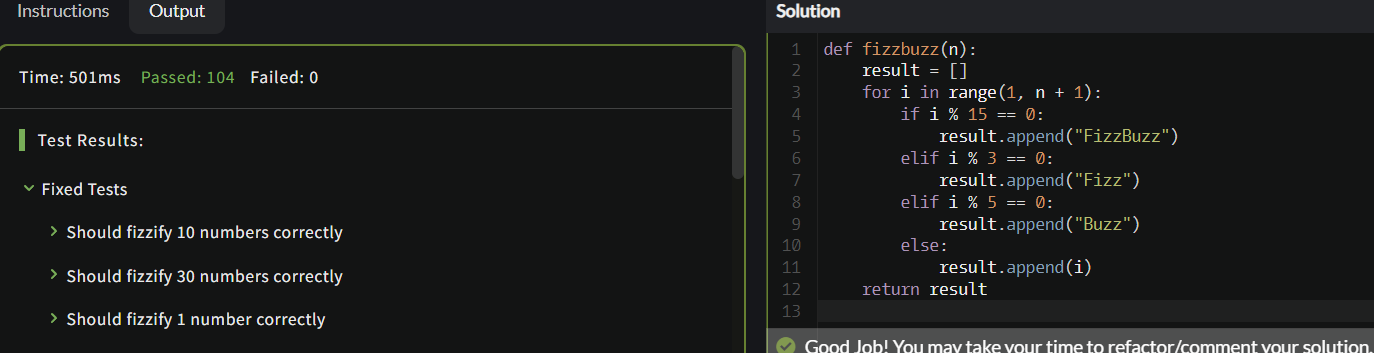 Instructions
Output
Time: 501ms Passed: 104 Failed: 0
Test Results:
Fixed Tests
Should fizzify 10 numbers correctly
Should fizzify 30 numbers correctly
Should fizzify 1 number correctly
Solution
1 def fizzbuzz(n):
2     result = []
3     for i in range(1, n + 1):
4         if i % 15 == 0:
5             result.append("FizzBuzz")
6         elif i % 3 == 0:
7             result.append("Fizz")
8         elif i % 5 == 0:
9             result.append("Buzz")
10         else:
11             result.append(i)
12     return result
13
Good Job! You may take your time to refactor/comment your solution.